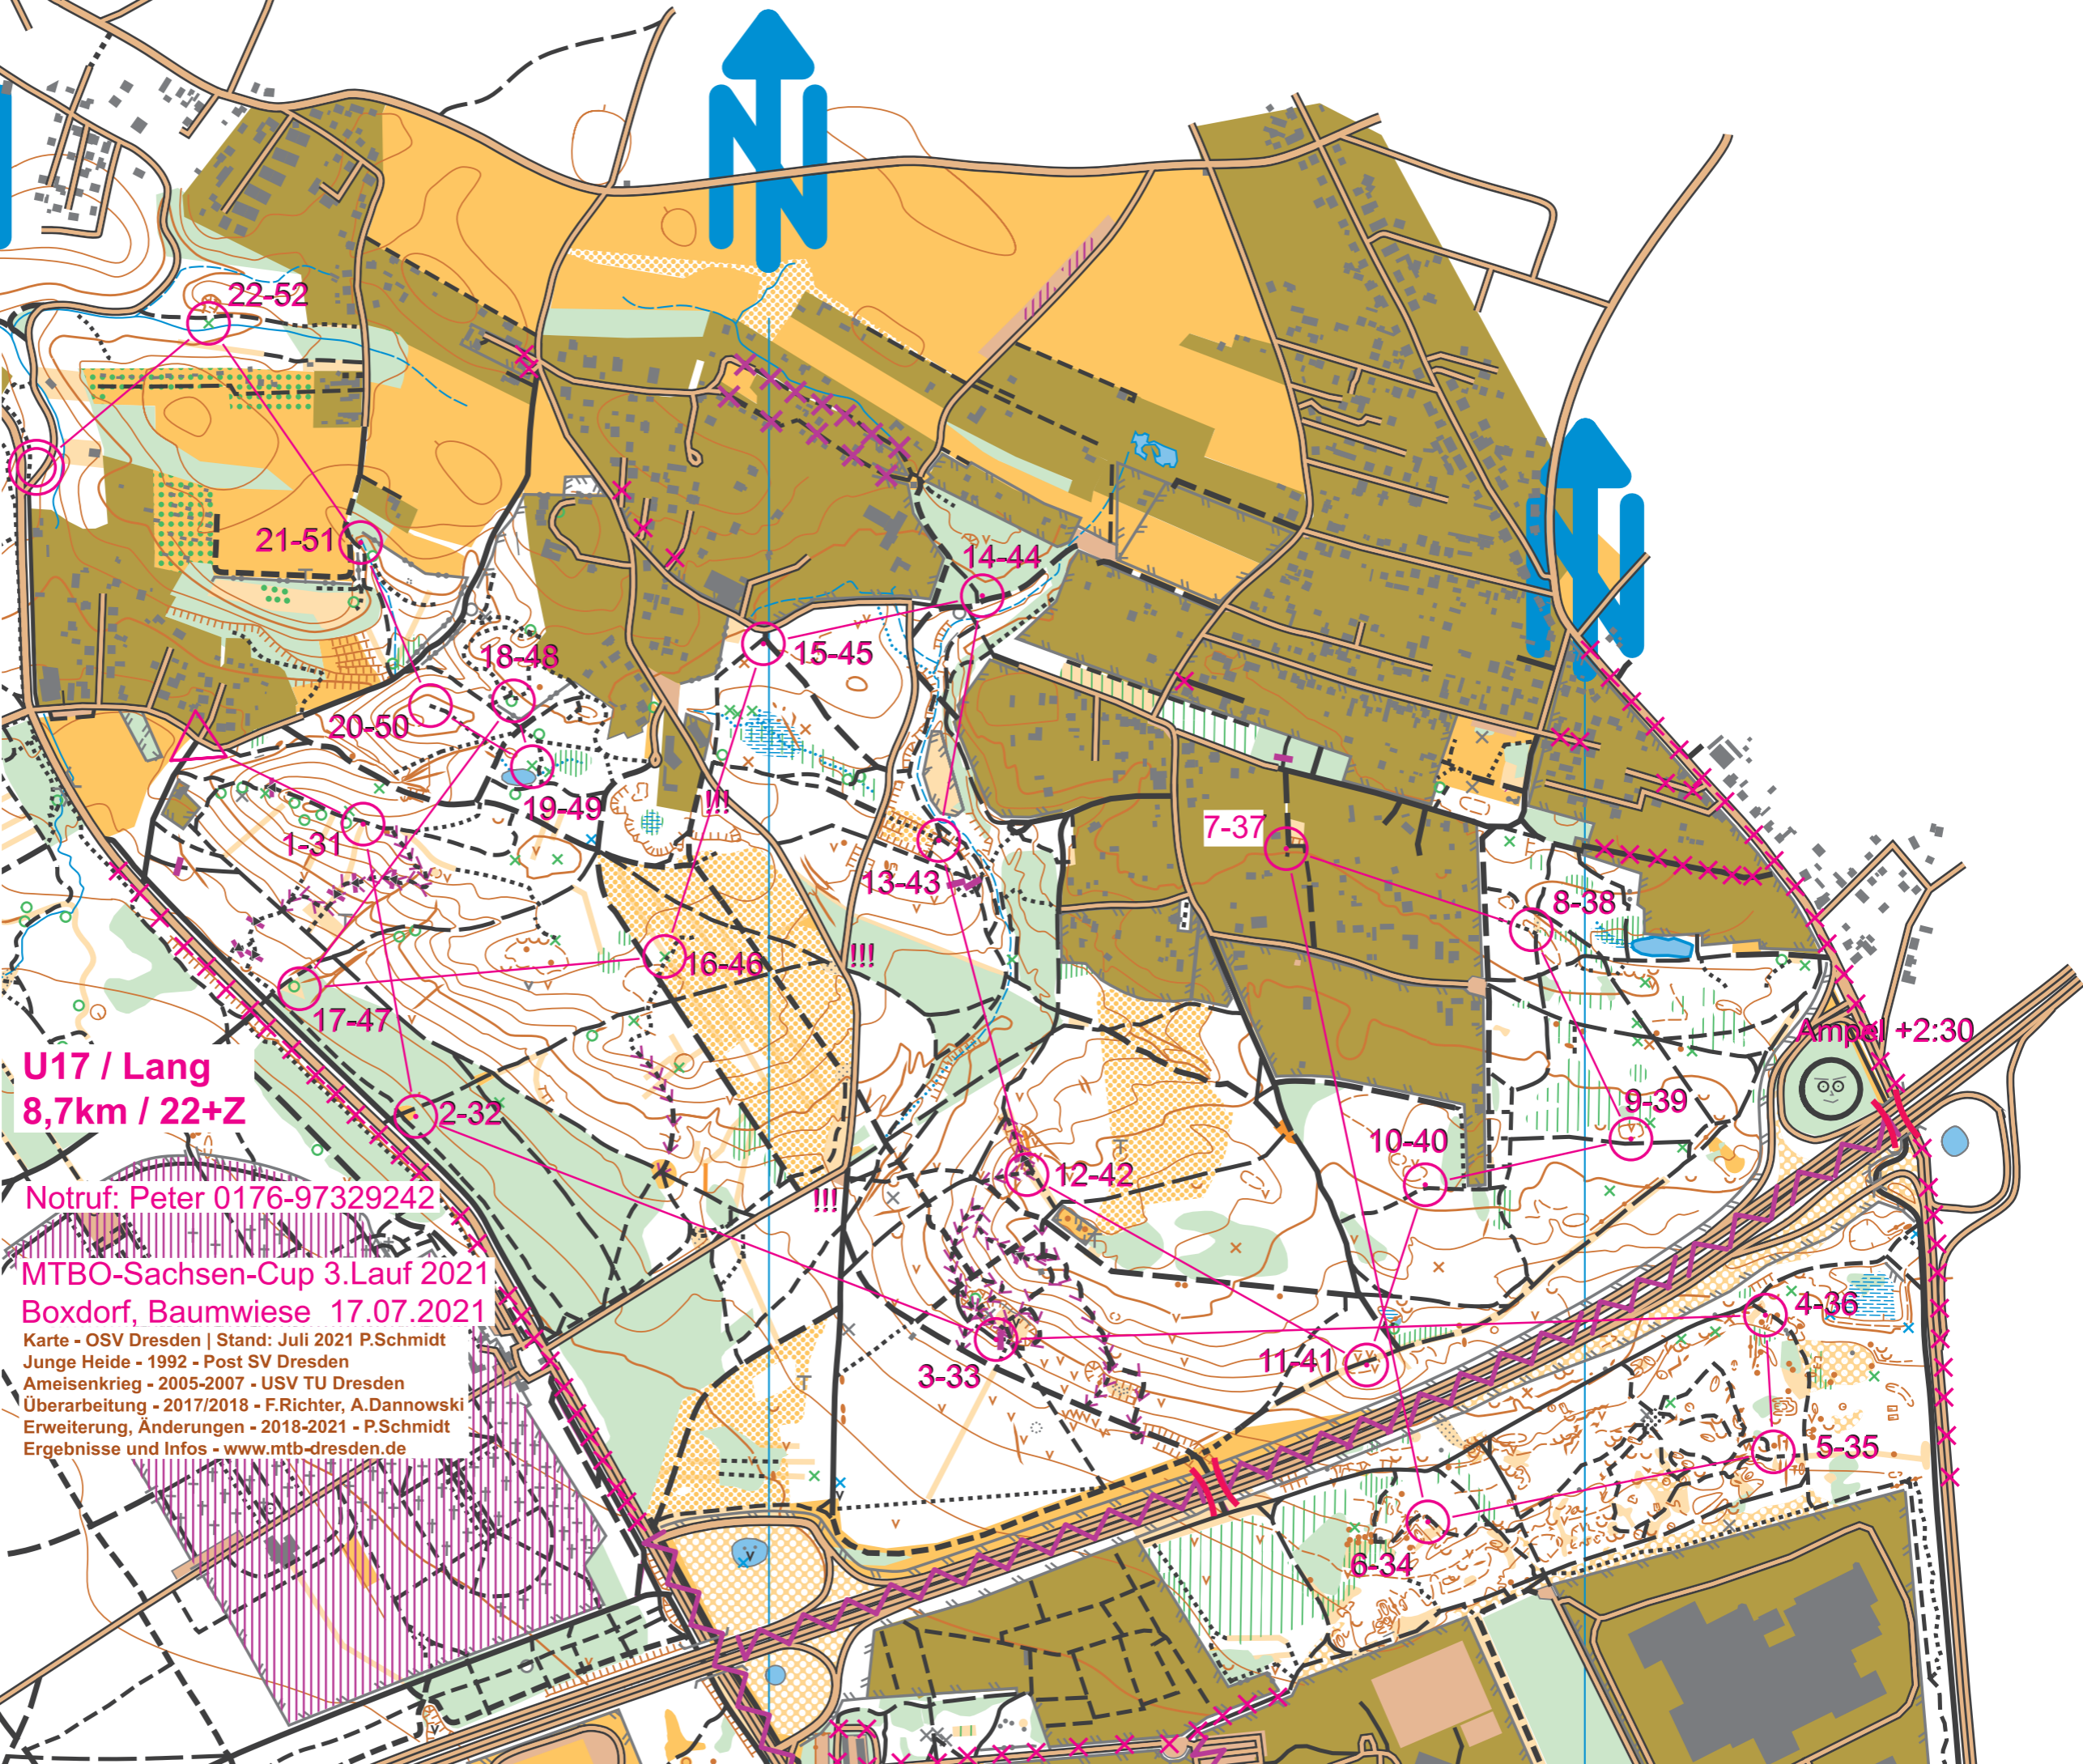 N
N
22-52
21-51
14-44
18-48
15-45
20-50
19-49
!!!
1-31
7-37
13-43
8-38
16-46
!!!
17-47
Ampel +2:30
U17 / Lang
8,7km / 22+Z
2-32
9-39
10-40
12-42
Notruf: Peter 0176-97329242
!!!
MTBO-Sachsen-Cup 3.Lauf 2021
Boxdorf, Baumwiese 17.07.2021
4-36
Karte - OSV Dresden | Stand: Juli 2021 P.Schmidt
Junge Heide - 1992 - Post SV Dresden
11-41
3-33
Ameisenkrieg - 2005-2007 - USV TU Dresden
Überarbeitung - 2017/2018 - F.Richter, A.Dannowski
Erweiterung, Änderungen - 2018-2021 - P.Schmidt
Ergebnisse und Infos - www.mtb-dresden.de
5-35
6-34